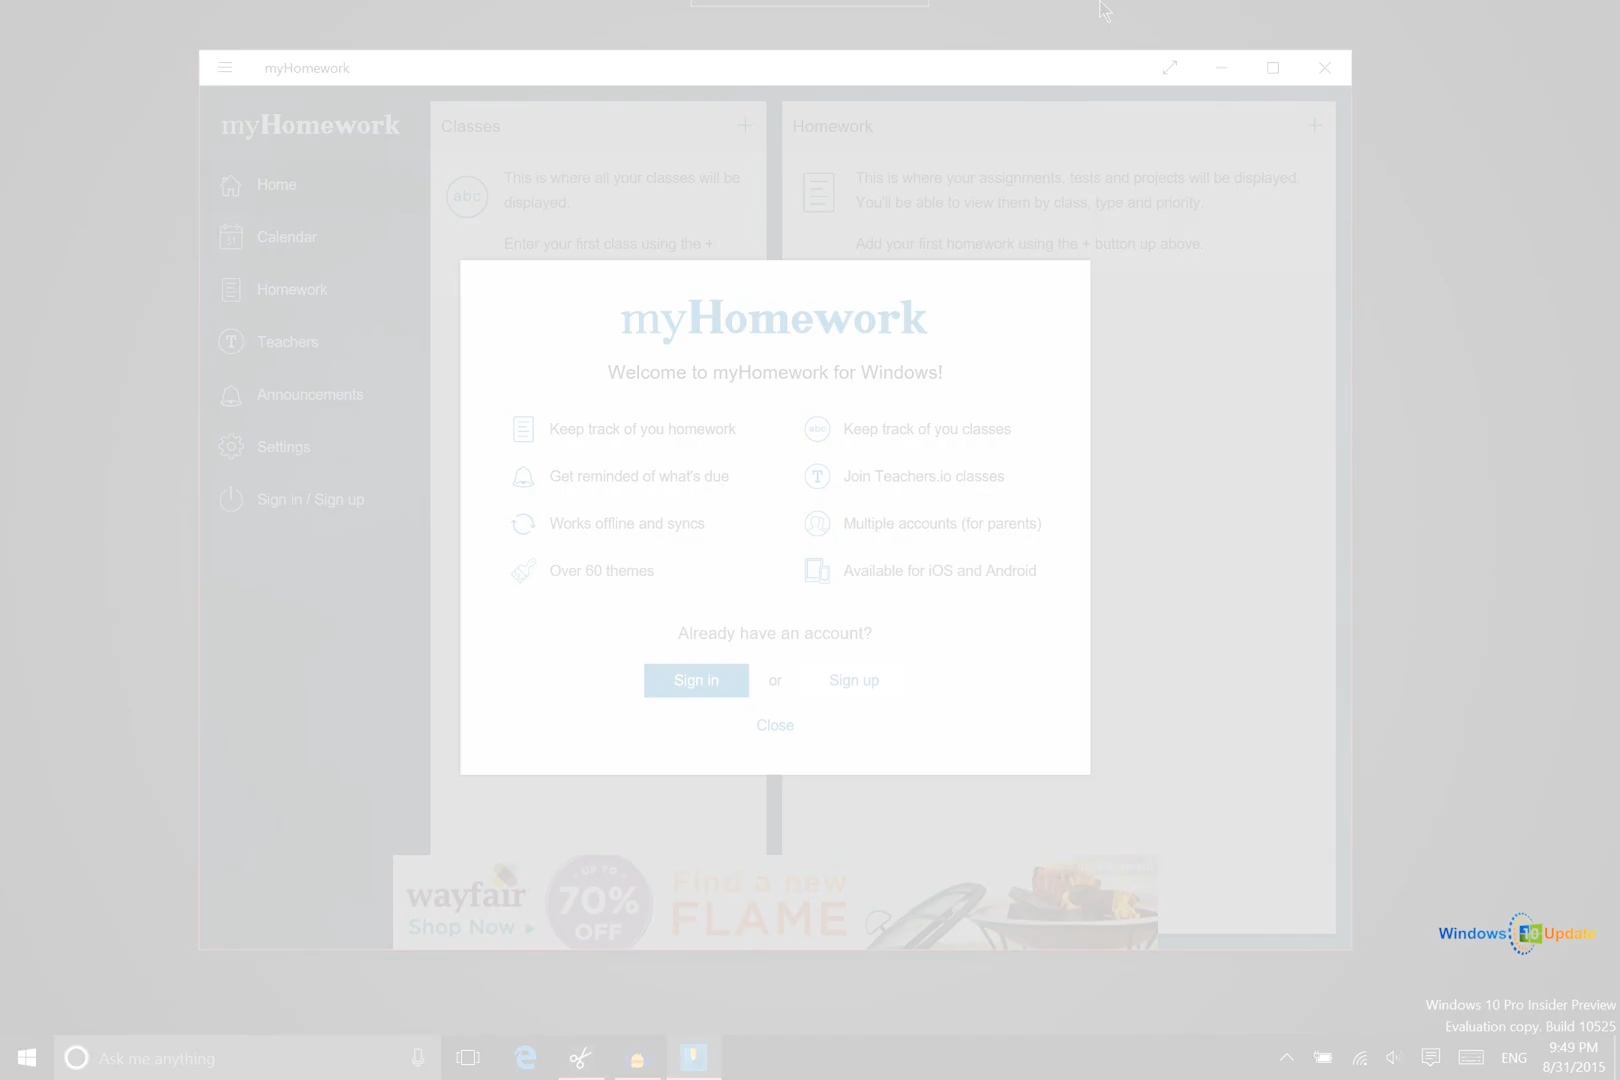 myHomework
myHomework
Home
Calendar
31
Homework
T Teachers
Announcements
Settings
Sign in / Sign up
Classes +
abc
This is where all your classes will be
displayed.
Enter your first class using the +
Homework +
This is where your assignments, tests and projects will be displayed.
You'll be able to view them by class, type and priority.
Add your first homework using the + button up above.
myHomework
Welcome to myHomework for Windows!
Keep track of you homework
abc Keep track of you classes
Get reminded of what's due
T Join Teachers.io classes
Works offline and syncs
Multiple accounts (for parents)
Over 60 themes
Available for iOS and Android
Already have an account?
Sign in or Sign up
Close
wayfair
Shop Now
UP TO
70%
OFF
Find a new
FLAME
Windows 10 Update
Windows 10 Pro Insider Preview
Evaluation copy. Build 10525
Ask me anything
ENG
9:49 PM
8/31/2015